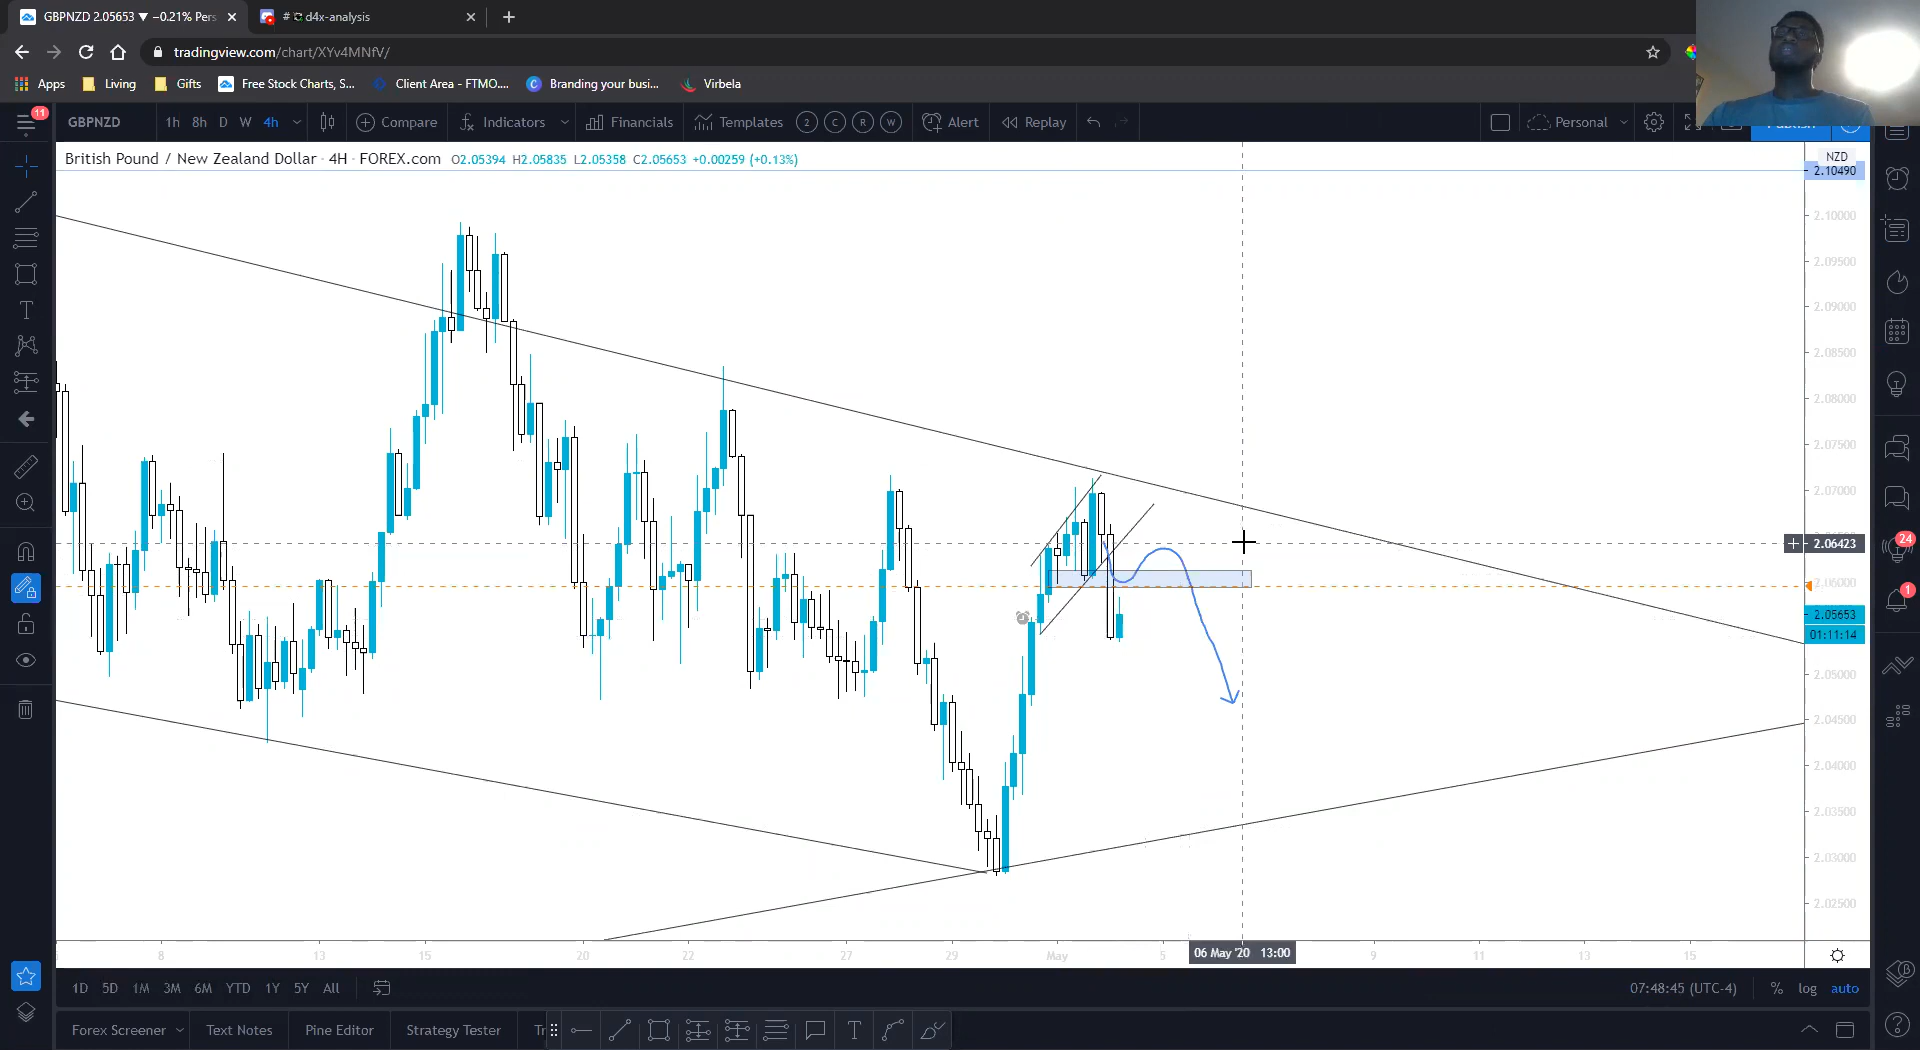 GBPNZD 2.05653 ▼ −0.21% Pers
# d4x-analysis
tradingview.com/chart/XYv4MNfV/
Apps Living Gifts Free Stock Charts, S... Client Area - FTMO.... Branding your busi... Virbela
11
GBPNZD 1h 8h D W 4h Compare Indicators Financials Templates 2 C R W Alert Replay Personal
British Pound / New Zealand Dollar · 4H · FOREX.com O2.05394 H2.05835 L2.05358 C2.05653 +0.00259 (+0.13%)
NZD
2.10490
2.10000
2.09500
2.09000
2.08500
2.08000
2.07500
2.07000
2.06423
2.06000
2.05653
01:11:14
2.05000
2.04500
2.04000
2.03500
2.03000
2.02500
24
1
8 13 15 20 22 27 29 May 5 06 May '20 13:00 9 11 13 15
1D 5D 1M 3M 6M YTD 1Y 5Y All 07:48:45 (UTC-4) % log auto
Forex Screener Text Notes Pine Editor Strategy Tester Tr T